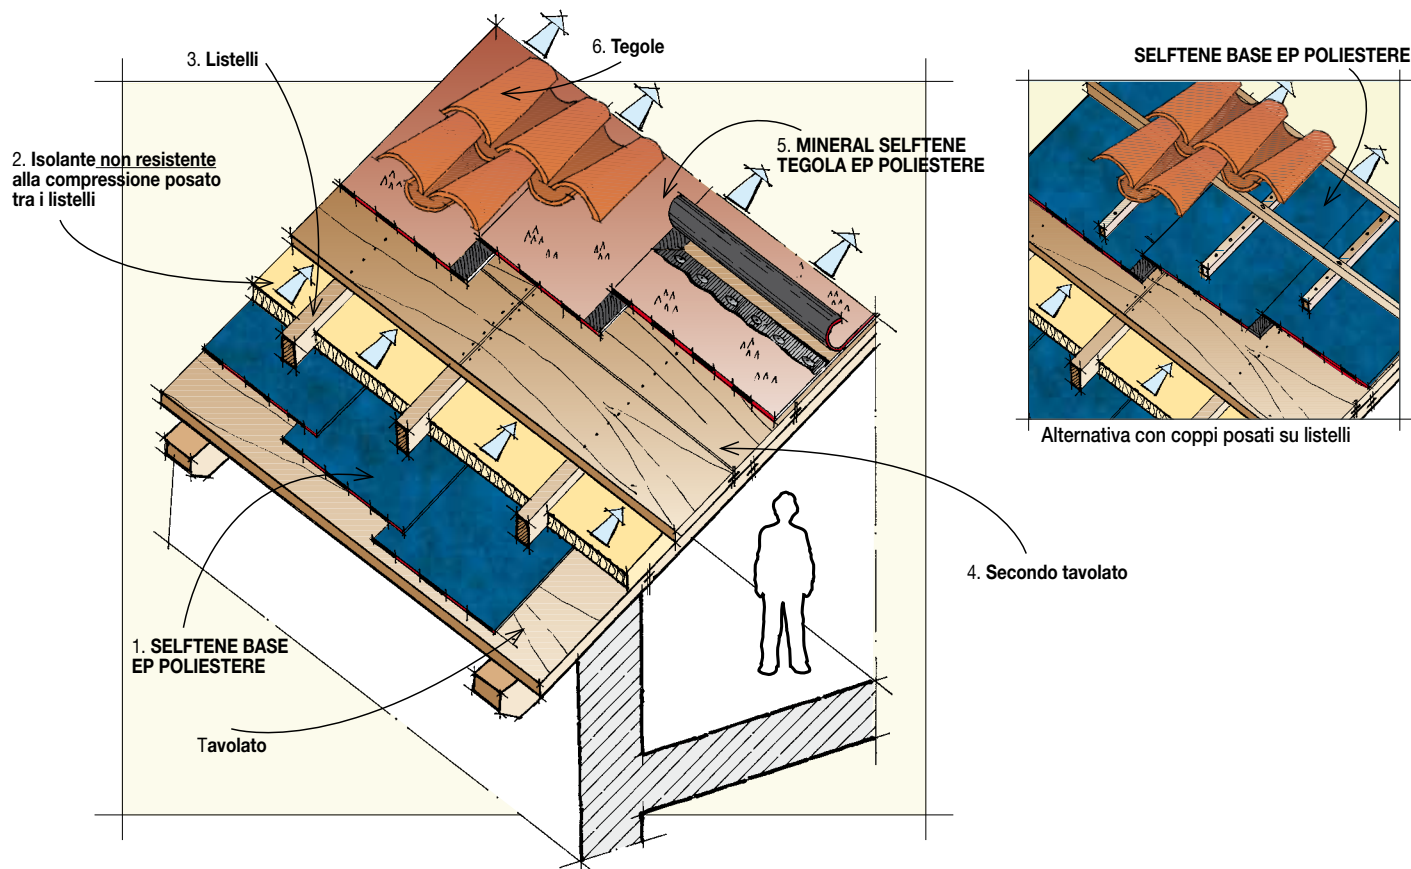 3. Listelli
6. Tegole
SELFTENE BASE EP POLIESTERE
2. Isolante non resistente
alla compressione posato
tra i listelli
5. MINERAL SELFTENE
TEGOLA EP POLIESTERE
Alternativa con coppi posati su listelli
4. Secondo tavolato
1. SELFTENE BASE
EP POLIESTERE
Tavolato